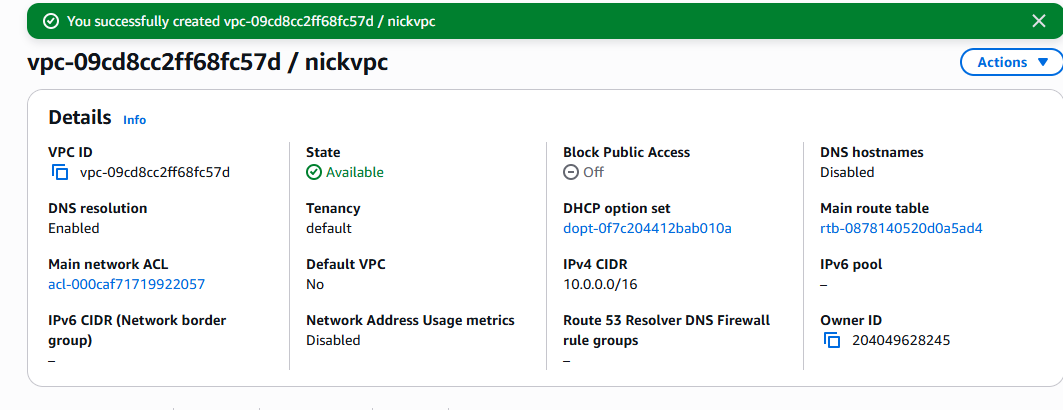 You successfully created vpc-09cd8cc2ff68fc57d / nickvpc
vpc-09cd8cc2ff68fc57d / nickvpc
Actions
Details Info
VPC ID
vpc-09cd8cc2ff68fc57d
State
Available
Block Public Access
Off
DNS hostnames
Disabled
DNS resolution
Enabled
Tenancy
default
DHCP option set
dopt-0f7c204412bab010a
Main route table
rtb-0878140520d0a5ad4
Main network ACL
acl-000caf71719922057
Default VPC
No
IPv4 CIDR
10.0.0.0/16
IPv6 pool
–
IPv6 CIDR (Network border
group)
–
Network Address Usage metrics
Disabled
Route 53 Resolver DNS Firewall
rule groups
–
Owner ID
204049628245